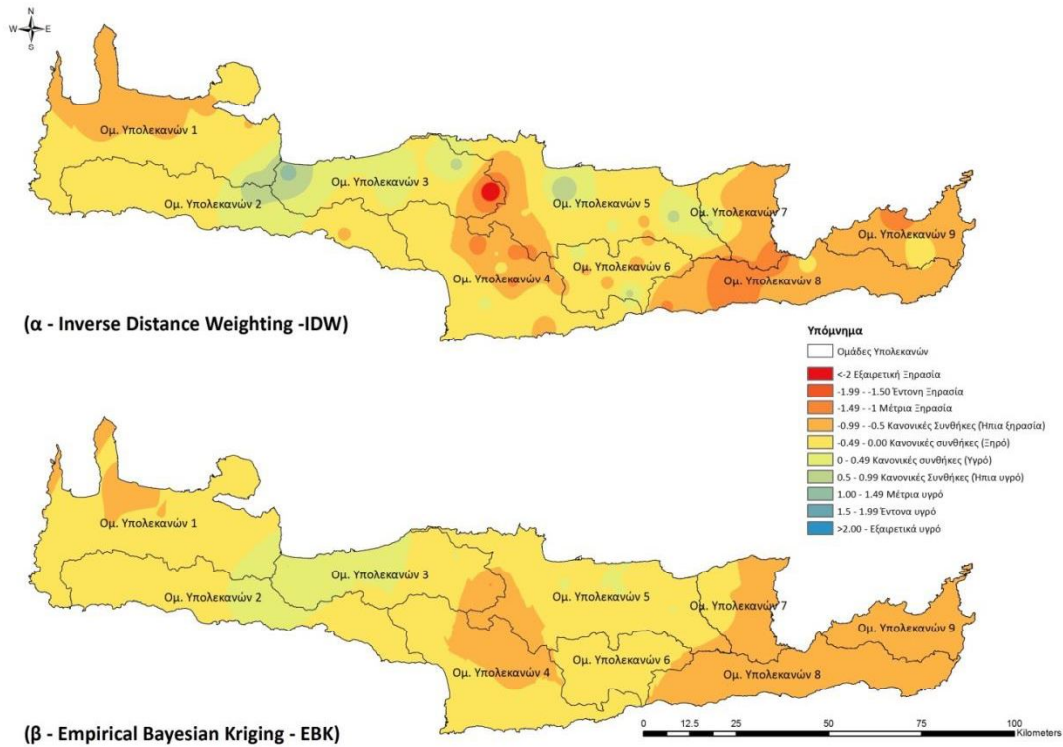 N
W E
S
Ομ. Υπολεκανών 1
Ομ. Υπολεκανών 2
Ομ. Υπολεκανών 3
Ομ. Υπολεκανών 4
Ομ. Υπολεκανών 5
Ομ. Υπολεκανών 6
Ομ. Υπολεκανών 7
Ομ. Υπολεκανών 8
Ομ. Υπολεκανών 9
(α - Inverse Distance Weighting -IDW)
Υπόμνημα
Ομάδες Υπολεκανών
<-2 Εξαιρετική Ξηρασία
-1.99 - -1.50 Έντονη Ξηρασία
-1.49 - -1 Μέτρια Ξηρασία
-0.99 - -0.5 Κανονικές Συνθήκες (Ήπια ξηρασία)
-0.49 - 0.00 Κανονικές συνθήκες (Ξηρό)
0 - 0.49 Κανονικές συνθήκες (Υγρό)
0.5 - 0.99 Κανονικές Συνθήκες (Ήπια υγρό)
1.00 - 1.49 Μέτρια υγρό
1.5 - 1.99 Έντονα υγρό
>2.00 - Εξαιρετικά υγρό
Ομ. Υπολεκανών 1
Ομ. Υπολεκανών 2
Ομ. Υπολεκανών 3
Ομ. Υπολεκανών 4
Ομ. Υπολεκανών 5
Ομ. Υπολεκανών 6
Ομ. Υπολεκανών 7
Ομ. Υπολεκανών 8
Ομ. Υπολεκανών 9
(β - Empirical Bayesian Kriging - EBK)
0 12.5 25 50 75 100
Kilometers